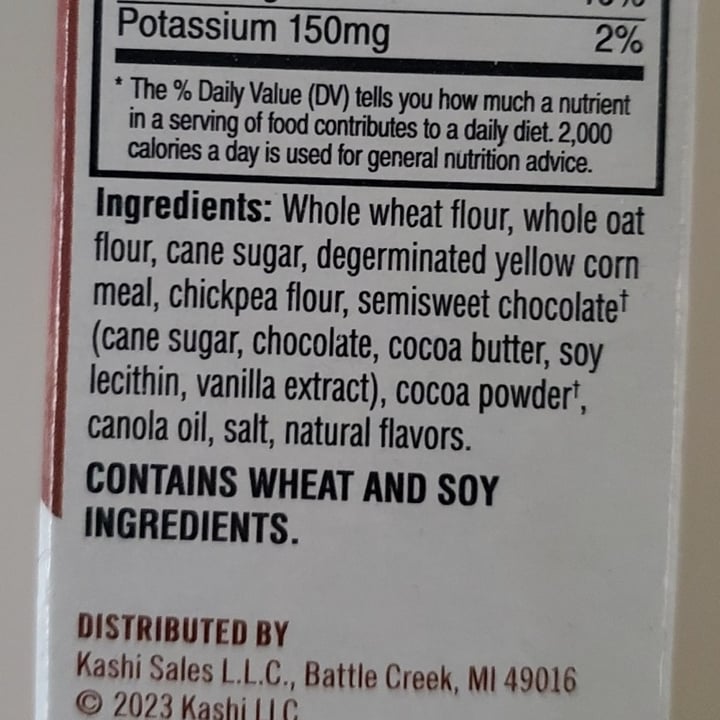 Potassium 150mg 2%
* The % Daily Value (DV) tells you how much a nutrient
in a serving of food contributes to a daily diet. 2,000
calories a day is used for general nutrition advice.
Ingredients: Whole wheat flour, whole oat
flour, cane sugar, degerminated yellow corn
meal, chickpea flour, semisweet chocolate†
(cane sugar, chocolate, cocoa butter, soy
lecithin, vanilla extract), cocoa powder†,
canola oil, salt, natural flavors.
CONTAINS WHEAT AND SOY
INGREDIENTS.
DISTRIBUTED BY
Kashi Sales L.L.C., Battle Creek, MI 49016
© 2023 Kashi LLC